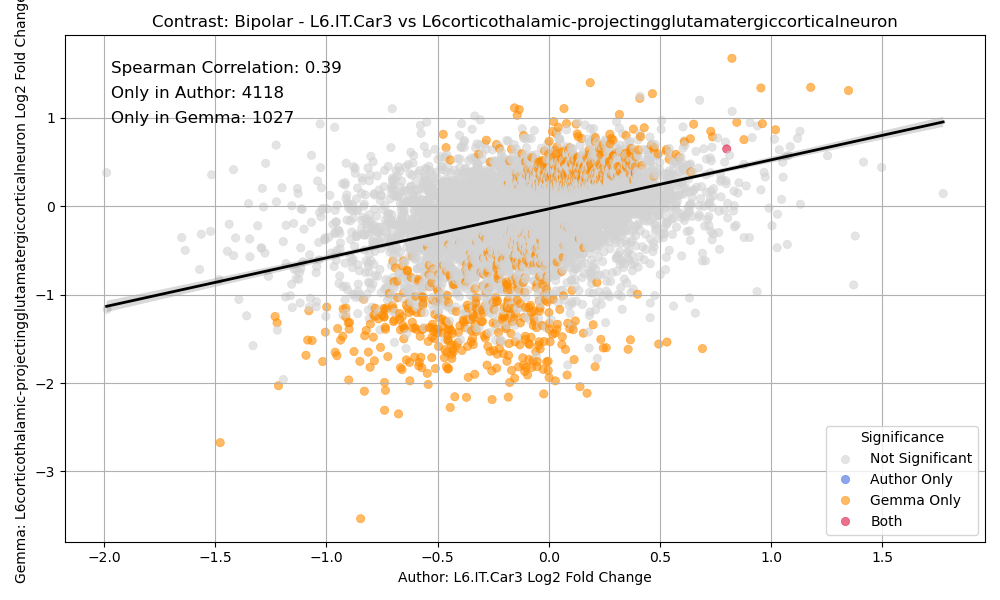 Contrast: Bipolar - L6.IT.Car3 vs L6corticothalamic-projectingglutamatergiccorticalneuron
Gemma: L6corticothalamic-projectingglutamatergiccorticalneuron Log2 Fold Change
Spearman Correlation: 0.39
Only in Author: 4118
Only in Gemma: 1027
1
0
−1
−2
−3
Significance
Not Significant
Author Only
Gemma Only
Both
−2.0
−1.5
−1.0
−0.5
0.0
0.5
1.0
1.5
Author: L6.IT.Car3 Log2 Fold Change